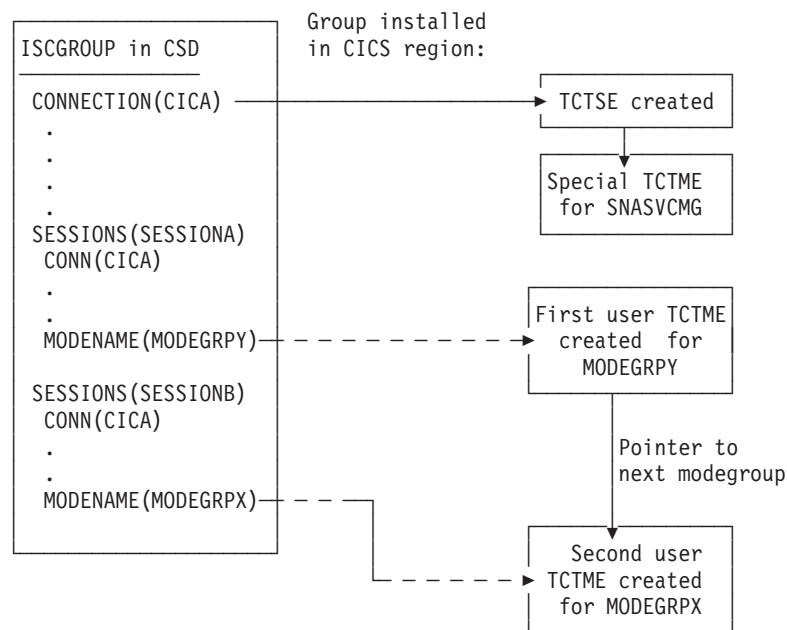 Group installed
in CICS region:
ISCGROUP in CSD
CONNECTION(CICA)
.
.
.
.
SESSIONS(SESSIONA)
CONN(CICA)
.
.
MODENAME(MODEGRPY)
SESSIONS(SESSIONB)
CONN(CICA)
.
.
MODENAME(MODEGRPX)
TCTSE created
Special TCTME
for SNASVCMG
First user TCTME
created for
MODEGRPY
Pointer to
next modegroup
Second user
TCTME created
for MODEGRPX